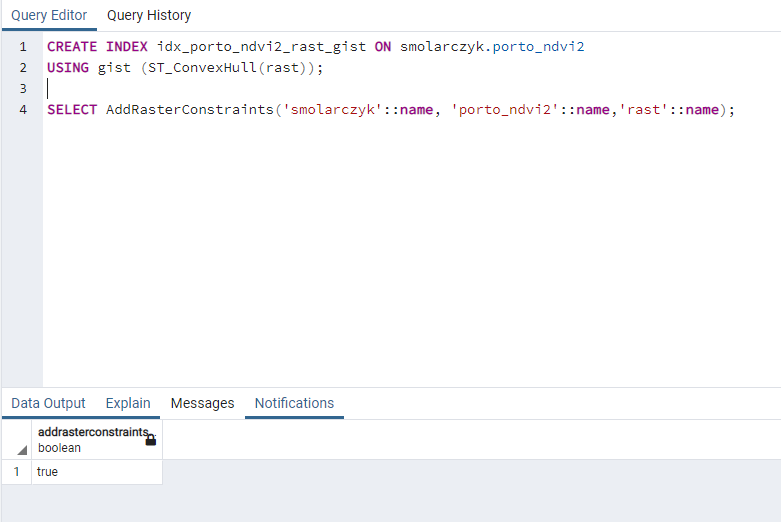 Query Editor Query History
1 CREATE INDEX idx_porto_ndvi2_rast_gist ON smolarczyk.porto_ndvi2
2 USING gist (ST_ConvexHull(rast));
3
4 SELECT AddRasterConstraints('smolarczyk'::name, 'porto_ndvi2'::name,'rast'::name);
Data Output Explain Messages Notifications
addrasterconstraints
boolean
1 true